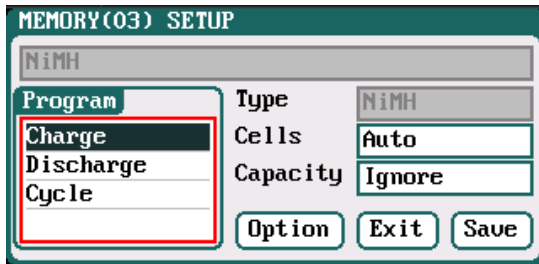 MEMORY(03) SETUP
NiMH
Program
Charge
Discharge
Cycle
Type NiMH
Cells Auto
Capacity Ignore
Option Exit Save